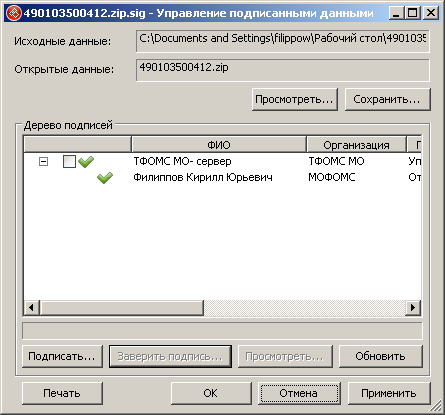 490103500412.zip.sig - Управление подписанными данными
Исходные данные: C:\Documents and Settings\filippow\Рабочий стол\490103
Открытые данные: 490103500412.zip
Просмотреть... Сохранить...
Дерево подписей
ФИО Организация П
ТФОМС МО- сервер ТФОМС МО Уп
Филиппов Кирилл Юрьевич МОФОМС От
Подписать... Заверить подпись... Просмотреть... Обновить
Печать ОК Отмена Применить